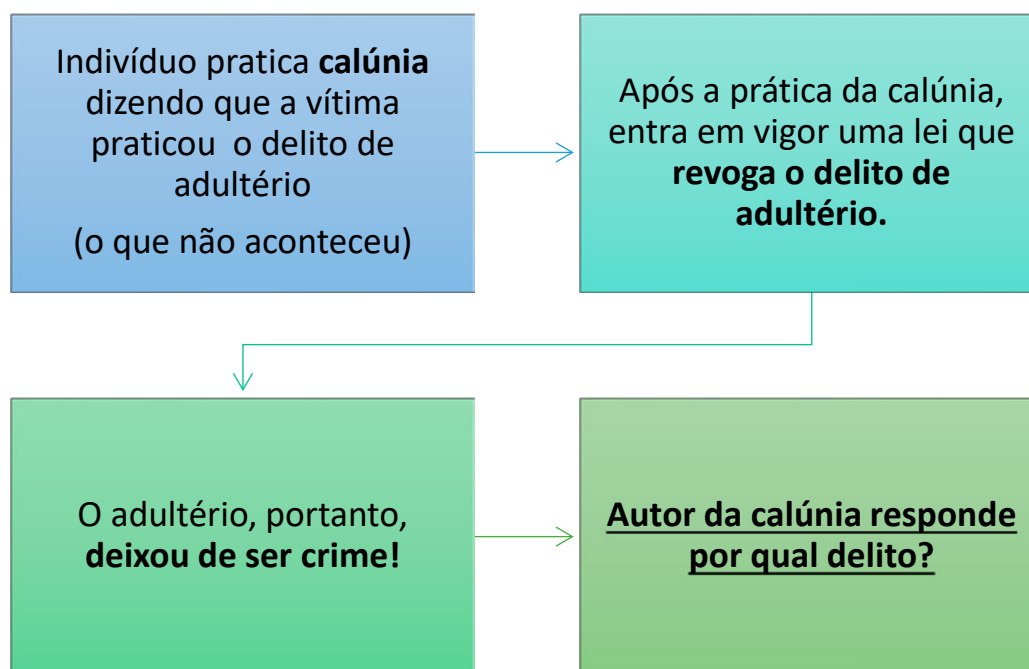 Indivíduo pratica calúnia
dizendo que a vítima
praticou o delito de
adultério
(o que não aconteceu)
Após a prática da calúnia,
entra em vigor uma lei que
revoga o delito de
adultério.
O adultério, portanto,
deixou de ser crime!
Autor da calúnia responde
por qual delito?